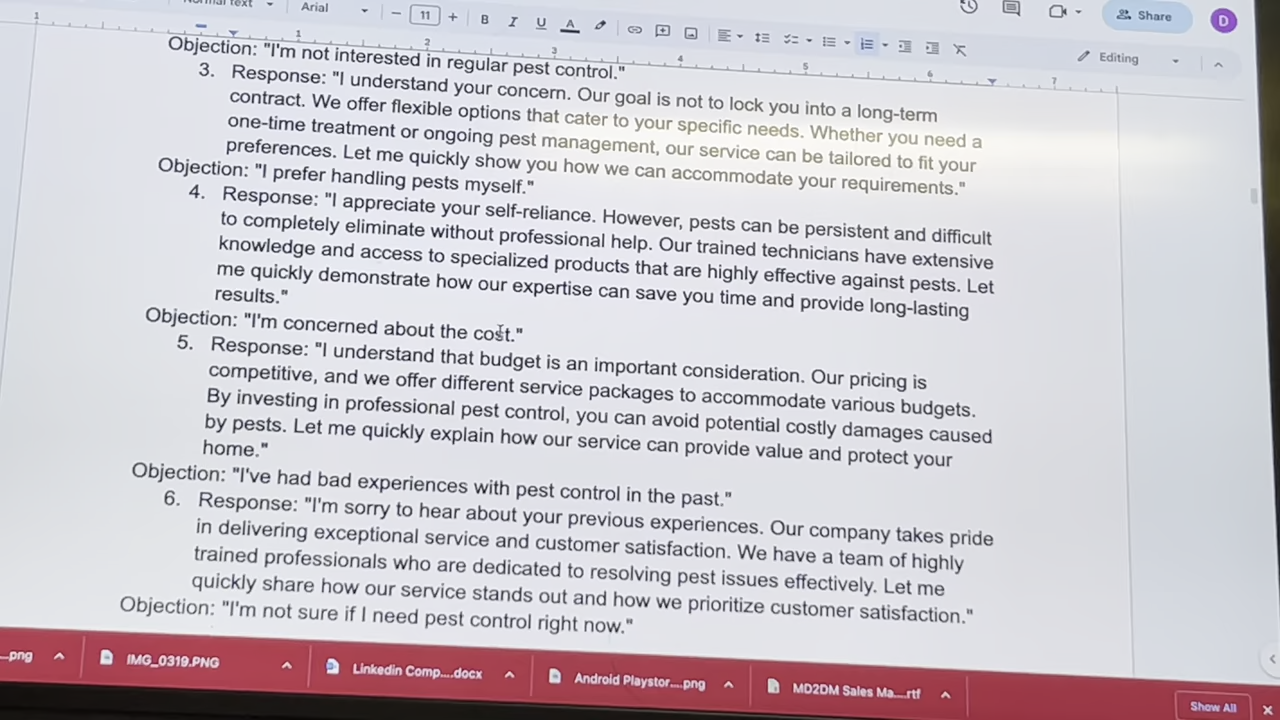 Normal text
Arial
11
B I U A
Share
D
Editing
1 1 2 3 4 5 6 7
Objection: "I'm not interested in regular pest control."
3. Response: "I understand your concern. Our goal is not to lock you into a long-term
contract. We offer flexible options that cater to your specific needs. Whether you need a
one-time treatment or ongoing pest management, our service can be tailored to fit your
preferences. Let me quickly show you how we can accommodate your requirements."
Objection: "I prefer handling pests myself."
4. Response: "I appreciate your self-reliance. However, pests can be persistent and difficult
to completely eliminate without professional help. Our trained technicians have extensive
knowledge and access to specialized products that are highly effective against pests. Let
me quickly demonstrate how our expertise can save you time and provide long-lasting
results."
Objection: "I'm concerned about the cost."
5. Response: "I understand that budget is an important consideration. Our pricing is
competitive, and we offer different service packages to accommodate various budgets.
By investing in professional pest control, you can avoid potential costly damages caused
by pests. Let me quickly explain how our service can provide value and protect your
home."
Objection: "I've had bad experiences with pest control in the past."
6. Response: "I'm sorry to hear about your previous experiences. Our company takes pride
in delivering exceptional service and customer satisfaction. We have a team of highly
trained professionals who are dedicated to resolving pest issues effectively. Let me
quickly share how our service stands out and how we prioritize customer satisfaction."
Objection: "I'm not sure if I need pest control right now."
...png
IMG_0319.PNG
Linkedin Comp....docx
Android Playstor....png
MD2DM Sales Ma....rtf
Show All